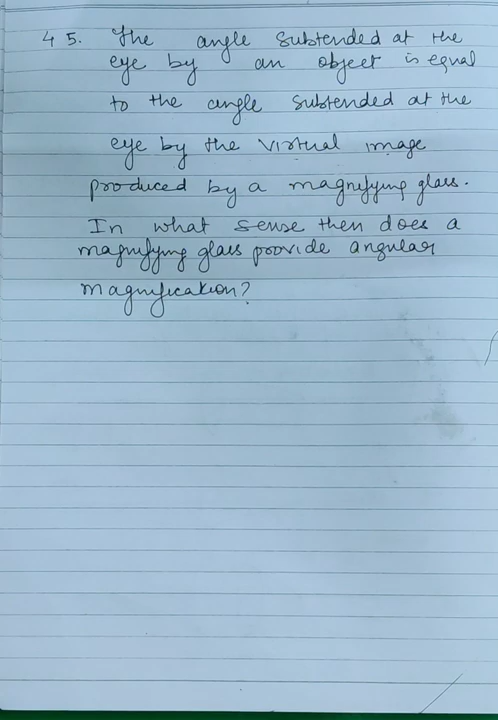 45. The angle subtended at the
eye by an object is equal
to the angle subtended at the
eye by the virtual image
produced by a magnifying glass.
In what sense then does a
magnifying glass provide angular
magnification?